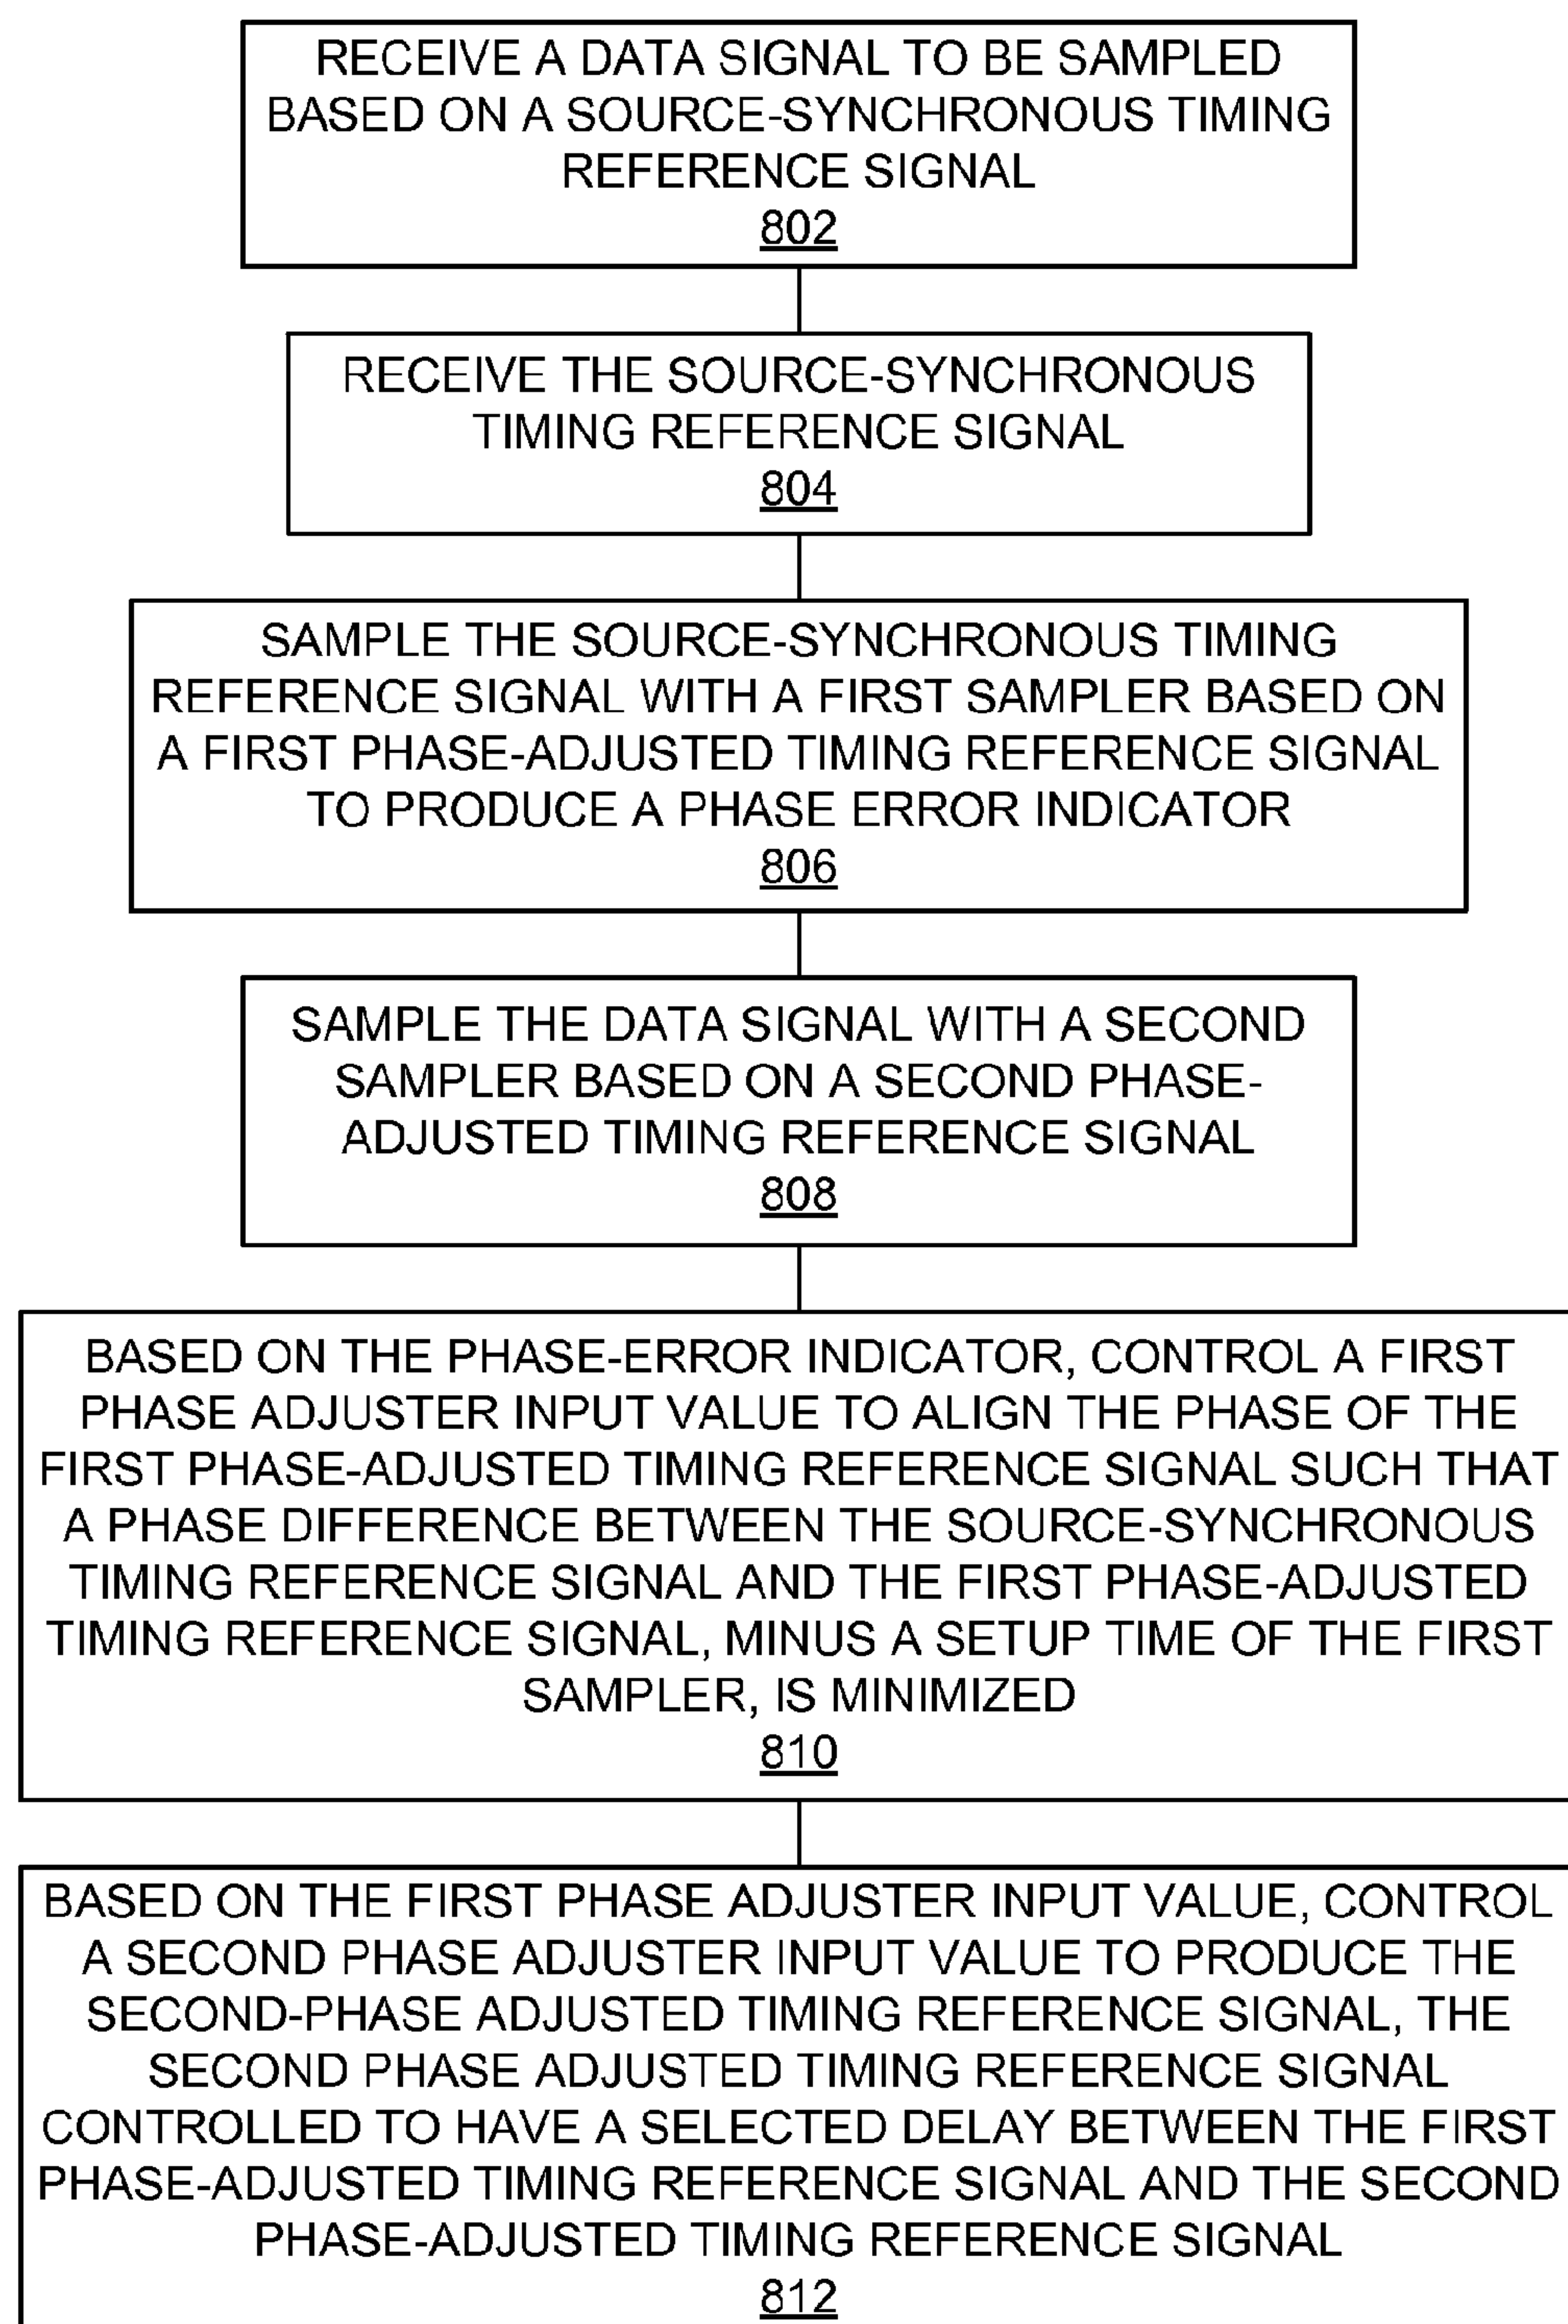 RECEIVE A DATA SIGNAL TO BE SAMPLED
BASED ON A SOURCE-SYNCHRONOUS TIMING
REFERENCE SIGNAL
802
RECEIVE THE SOURCE-SYNCHRONOUS
TIMING REFERENCE SIGNAL
804
SAMPLE THE SOURCE-SYNCHRONOUS TIMING
REFERENCE SIGNAL WITH A FIRST SAMPLER BASED ON
A FIRST PHASE-ADJUSTED TIMING REFERENCE SIGNAL
TO PRODUCE A PHASE ERROR INDICATOR
806
SAMPLE THE DATA SIGNAL WITH A SECOND
SAMPLER BASED ON A SECOND PHASE-
ADJUSTED TIMING REFERENCE SIGNAL
808
BASED ON THE PHASE-ERROR INDICATOR, CONTROL A FIRST
PHASE ADJUSTER INPUT VALUE TO ALIGN THE PHASE OF THE
FIRST PHASE-ADJUSTED TIMING REFERENCE SIGNAL SUCH THAT
A PHASE DIFFERENCE BETWEEN THE SOURCE-SYNCHRONOUS
TIMING REFERENCE SIGNAL AND THE FIRST PHASE-ADJUSTED
TIMING REFERENCE SIGNAL, MINUS A SETUP TIME OF THE FIRST
SAMPLER, IS MINIMIZED
810
BASED ON THE FIRST PHASE ADJUSTER INPUT VALUE, CONTROL
A SECOND PHASE ADJUSTER INPUT VALUE TO PRODUCE THE
SECOND-PHASE ADJUSTED TIMING REFERENCE SIGNAL, THE
SECOND PHASE ADJUSTED TIMING REFERENCE SIGNAL
CONTROLLED TO HAVE A SELECTED DELAY BETWEEN THE FIRST
PHASE-ADJUSTED TIMING REFERENCE SIGNAL AND THE SECOND
PHASE-ADJUSTED TIMING REFERENCE SIGNAL
812